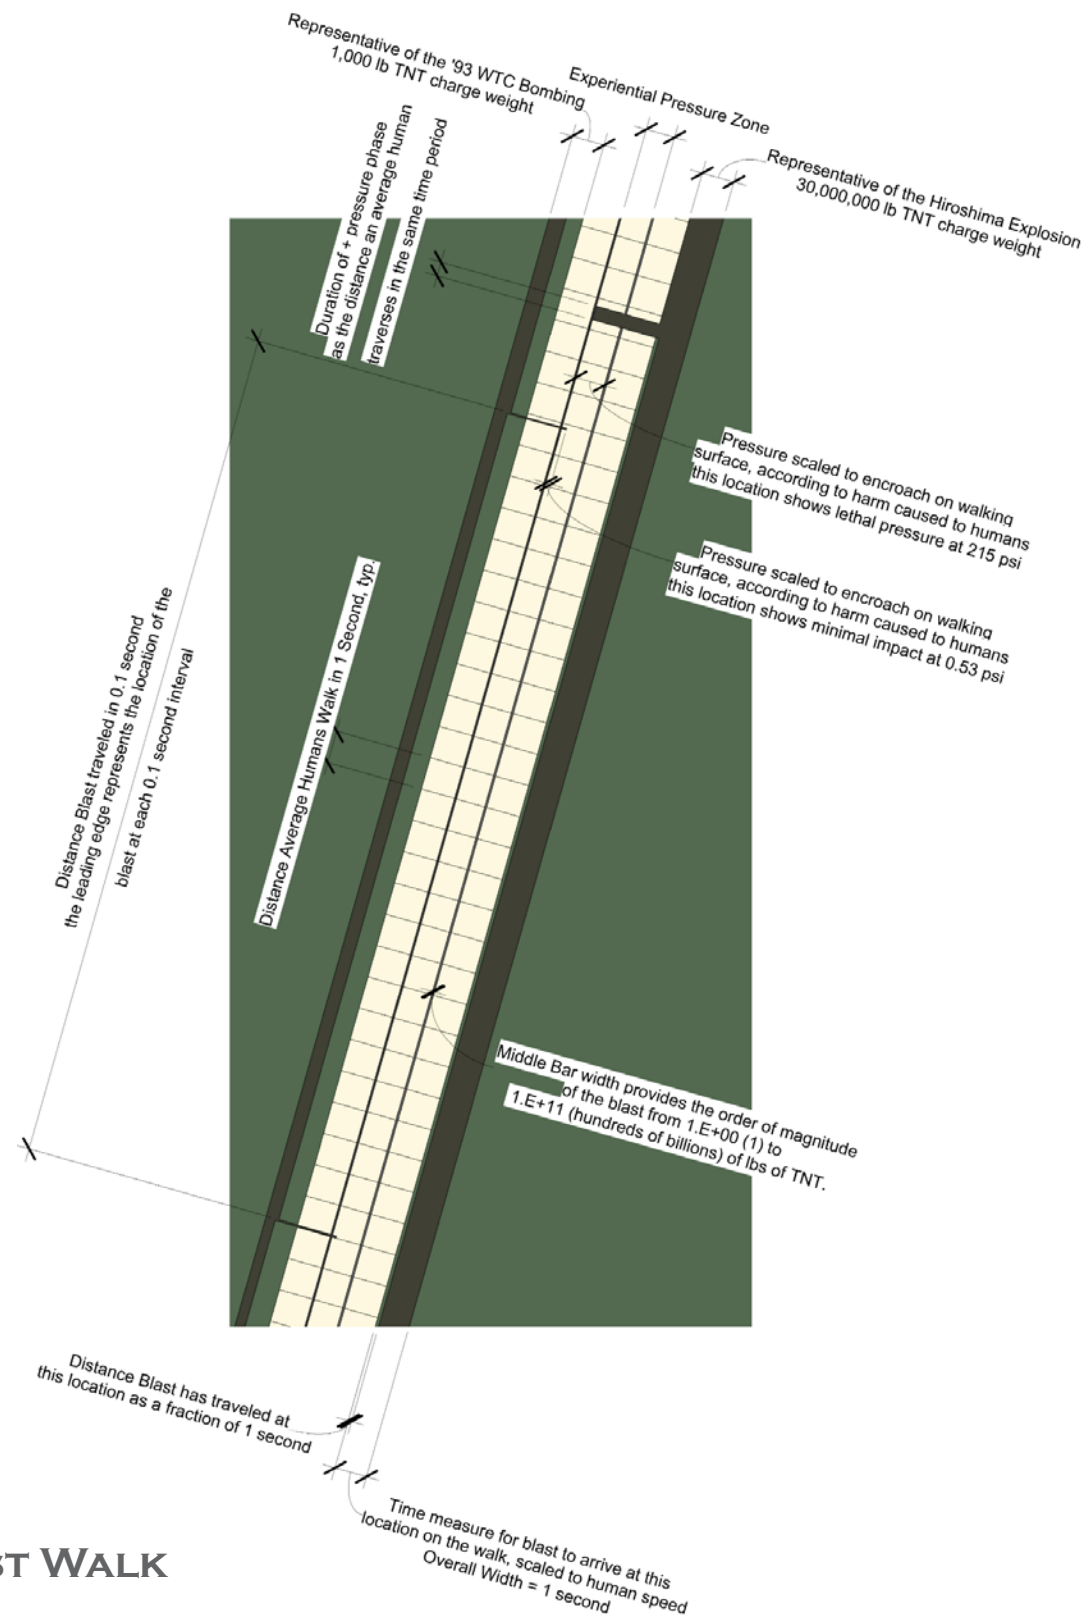 Representative of the '93 WTC Bombing
1,000 lb TNT charge weight
Experiential Pressure Zone
Representative of the Hiroshima Explosion
30,000,000 lb TNT charge weight
Duration of + pressure phase
as the distance an average human
traverses in the same time period
Pressure scaled to encroach on walking
surface, according to harm caused to humans
this location shows lethal pressure at 215 psi
Pressure scaled to encroach on walking
surface, according to harm caused to humans
this location shows minimal impact at 0.53 psi
Distance Blast traveled in 0.1 second
the leading edge represents the location of the
blast at each 0.1 second interval
Distance Average Humans Walk in 1 Second, typ.
Middle Bar width provides the order of magnitude
of the blast from 1.E+00 (1) to
1.E+11 (hundreds of billions) of lbs of TNT.
Distance Blast has traveled at
this location as a fraction of 1 second
Time measure for blast to arrive at this
location on the walk, scaled to human speed
Overall Width = 1 second
ST WALK